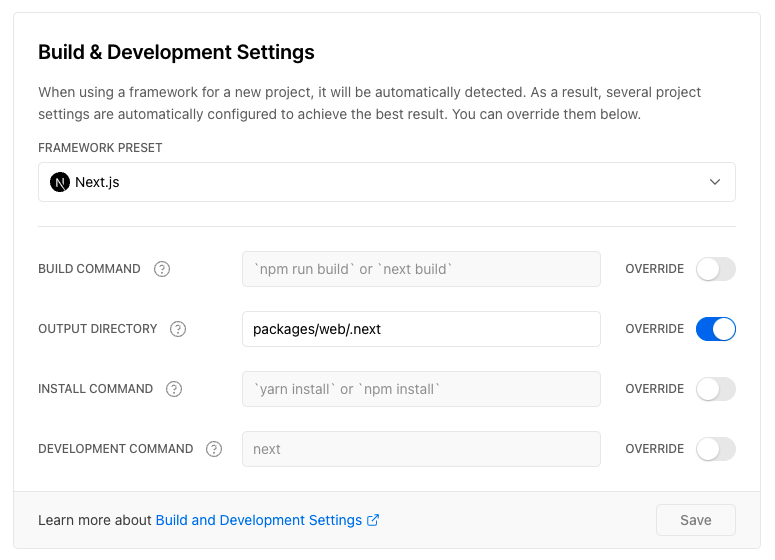 Build & Development Settings
When using a framework for a new project, it will be automatically detected. As a result, several project
settings are automatically configured to achieve the best result. You can override them below.
FRAMEWORK PRESET
N Next.js
BUILD COMMAND ? `npm run build` or `next build` OVERRIDE
OUTPUT DIRECTORY ? packages/web/.next OVERRIDE
INSTALL COMMAND ? `yarn install` or `npm install` OVERRIDE
DEVELOPMENT COMMAND ? next OVERRIDE
Learn more about Build and Development Settings Save